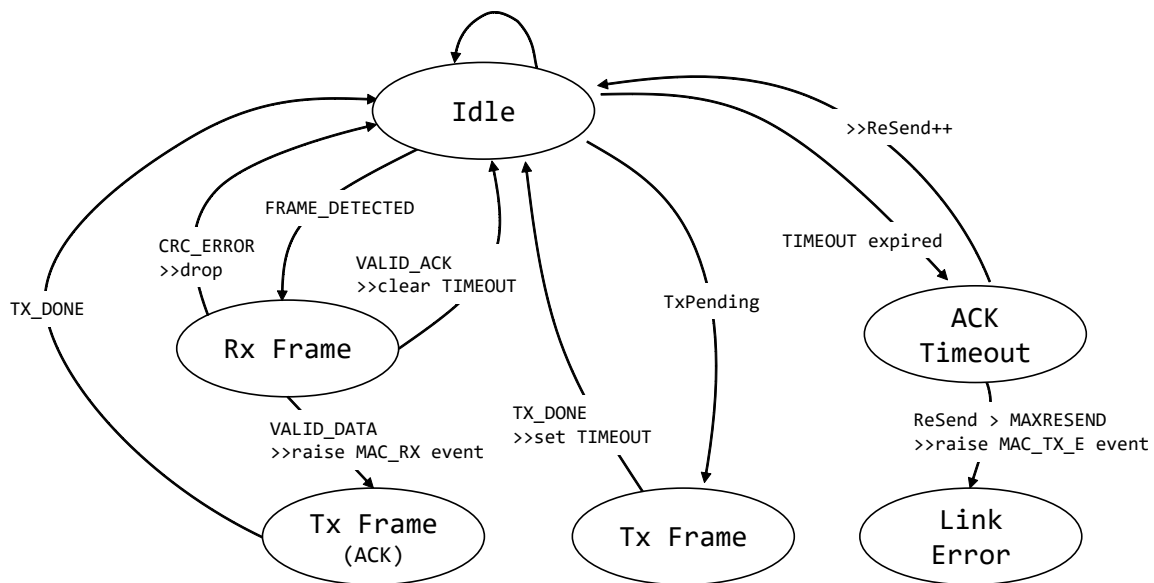 Idle
>>ReSend++
FRAME_DETECTED
CRC_ERROR
>>drop
TIMEOUT expired
VALID_ACK
>>clear TIMEOUT
TX_DONE
TxPending
Rx Frame
ACK
Timeout
TX_DONE
>>set TIMEOUT
VALID_DATA
>>raise MAC_RX event
ReSend > MAXRESEND
>>raise MAC_TX_E event
Tx Frame
(ACK)
Tx Frame
Link
Error